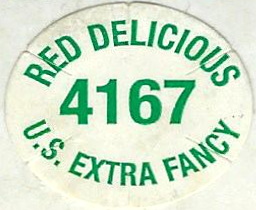 RED DELICIOUS
4167
U.S. EXTRA FANCY